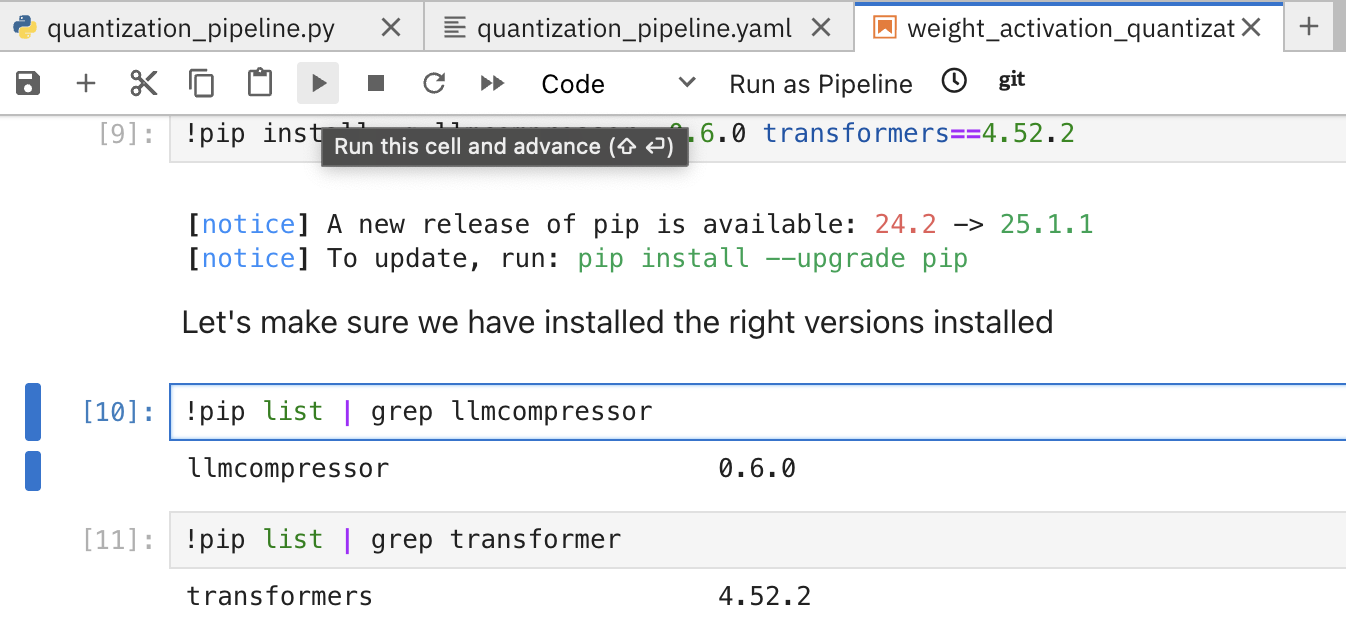 quantization_pipeline.py quantization_pipeline.yaml weight_activation_quantizat
Code Run as Pipeline git
[9]: !pip .6.0 transformers==4.52.2
Run this cell and advance (⇧ ↵)
[notice] A new release of pip is available: 24.2 -> 25.1.1
[notice] To update, run: pip install --upgrade pip
Let's make sure we have installed the right versions installed
[10]: !pip list | grep llmcompressor
llmcompressor 0.6.0
[11]: !pip list | grep transformer
transformers 4.52.2